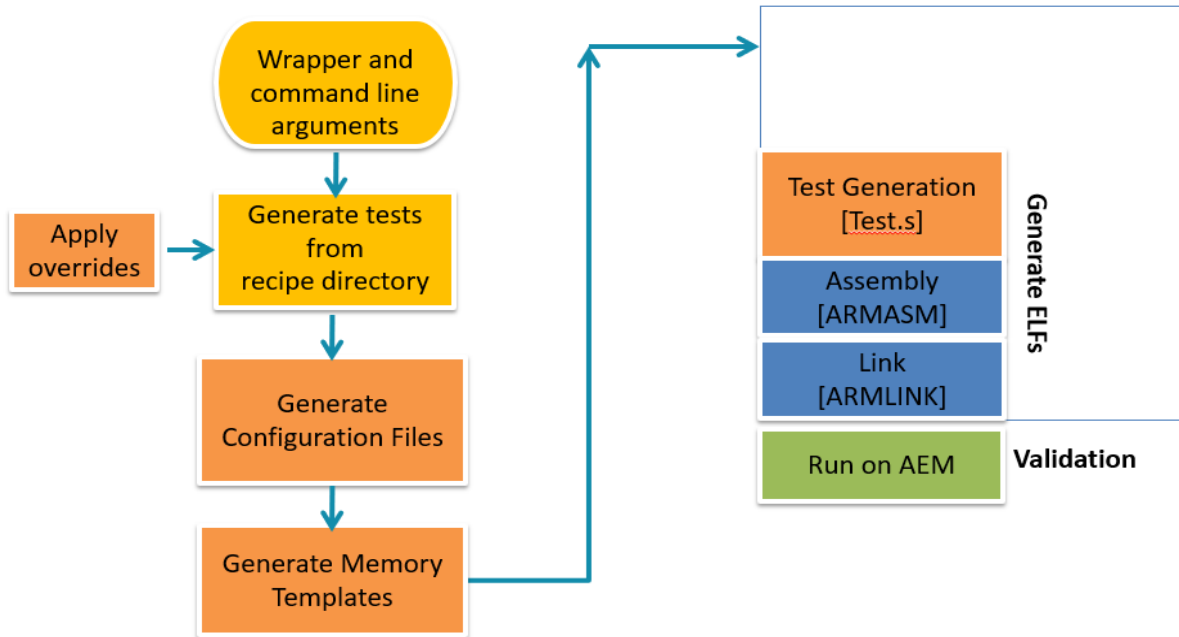 Wrapper and
command line
arguments
Apply
overrides
Generate tests
from
recipe directory
Generate
Configuration Files
Generate Memory
Templates
Test Generation
[Test.s]
Assembly
[ARMASM]
Link
[ARMLINK]
Generate ELFs
Run on AEM
Validation